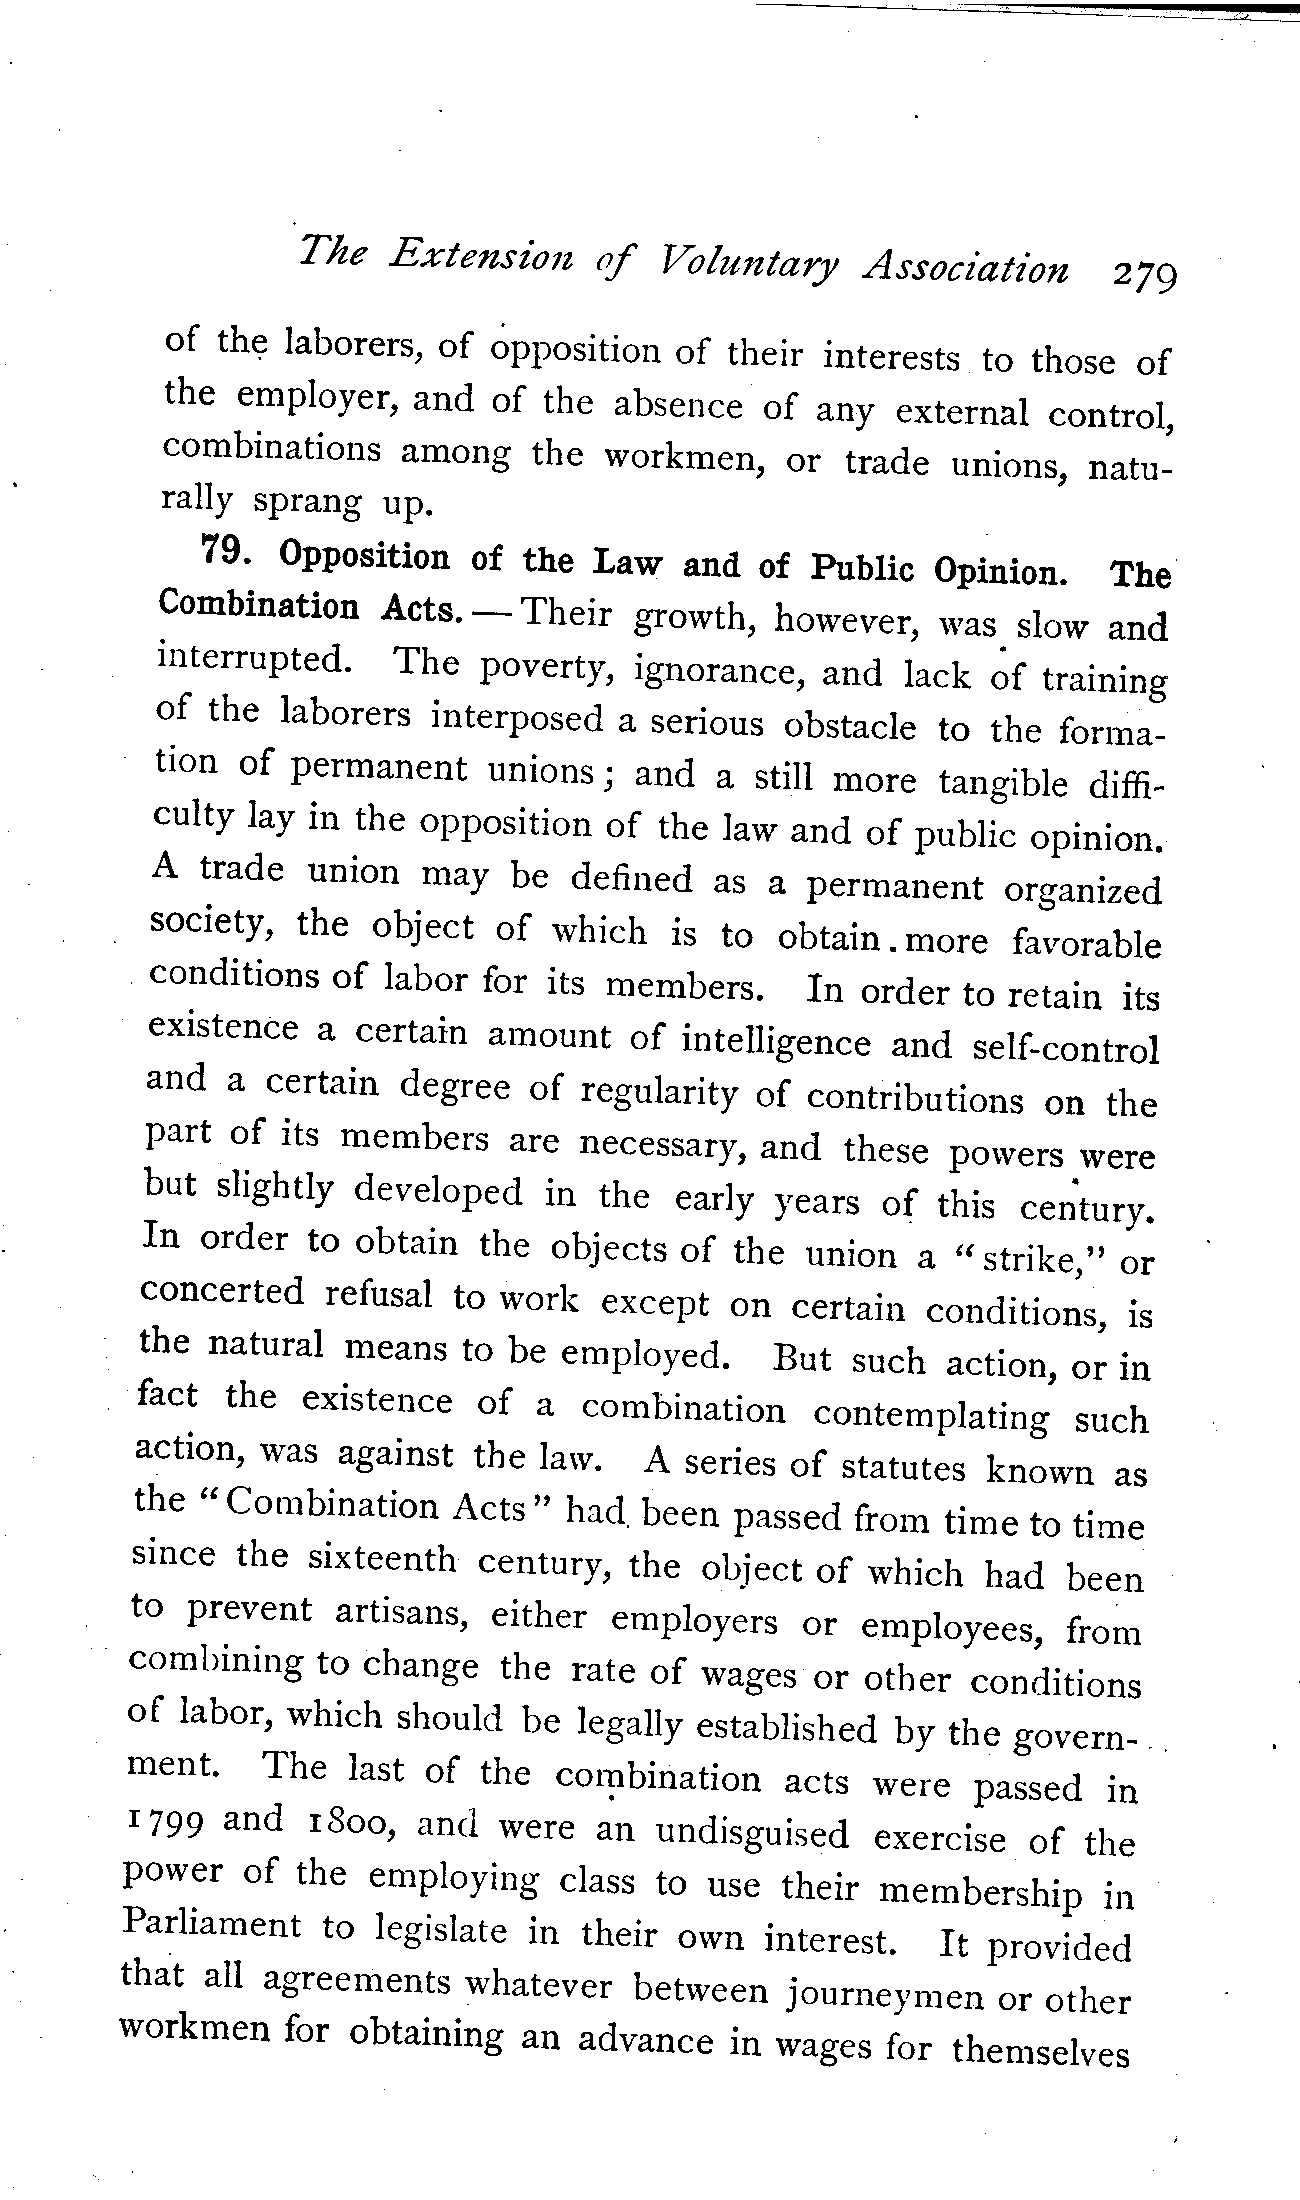 The Extension of Voluntary Association 279
of the laborers, of opposition of their interests to those of
the employer, and of the absence of any external control,
combinations among the workmen, or trade unions, natu-
rally sprang up.
79. Opposition of the Law and of Public Opinion. The
Combination Acts. — Their growth, however, was slow and
interrupted. The poverty, ignorance, and lack of training
of the laborers interposed a serious obstacle to the forma-
tion of permanent unions; and a still more tangible diffi-
culty lay in the opposition of the law and of public opinion.
A trade union may be defined as a permanent organized
society, the object of which is to obtain more favorable
conditions of labor for its members. In order to retain its
existence a certain amount of intelligence and self-control
and a certain degree of regularity of contributions on the
part of its members are necessary, and these powers were
but slightly developed in the early years of this century.
In order to obtain the objects of the union a "strike," or
concerted refusal to work except on certain conditions, is
the natural means to be employed. But such action, or in
fact the existence of a combination contemplating such
action, was against the law. A series of statutes known as
the "Combination Acts" had been passed from time to time
since the sixteenth century, the object of which had been
to prevent artisans, either employers or employees, from
combining to change the rate of wages or other conditions
of labor, which should be legally established by the govern-
ment. The last of the combination acts were passed in
1799 and 1800, and were an undisguised exercise of the
power of the employing class to use their membership in
Parliament to legislate in their own interest. It provided
that all agreements whatever between journeymen or other
workmen for obtaining an advance in wages for themselves